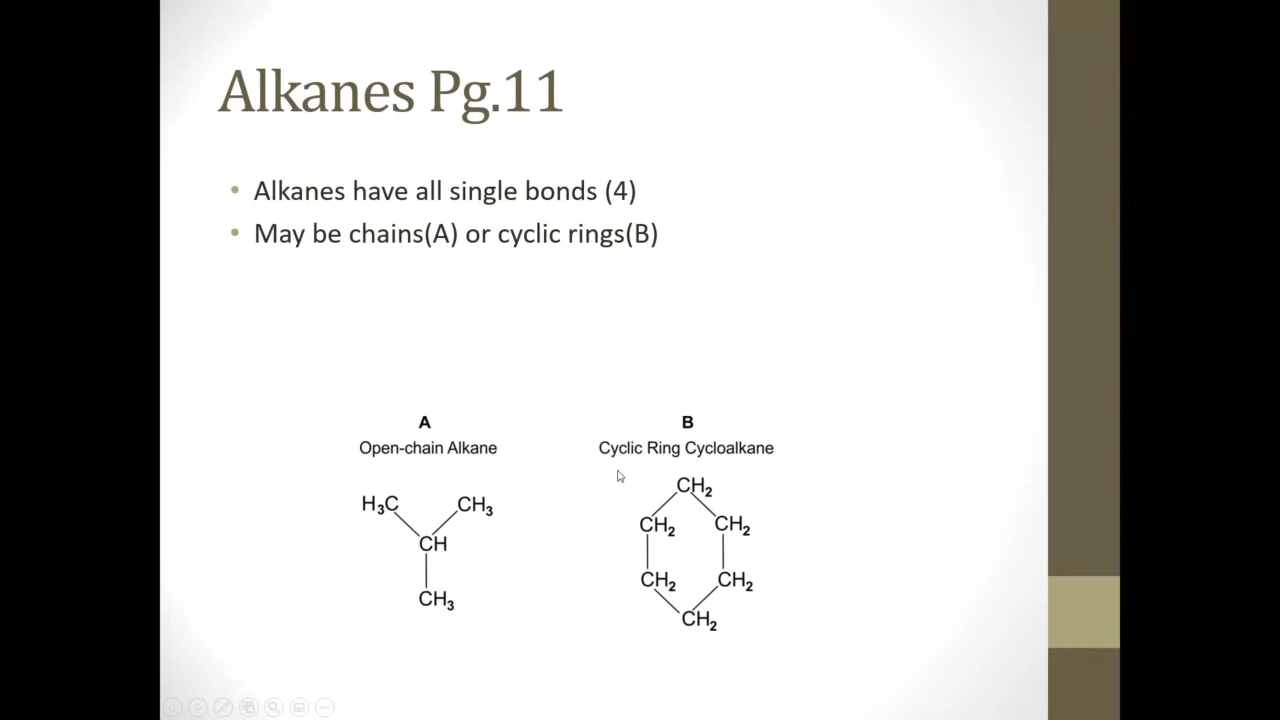 Alkanes Pg.11
• Alkanes have all single bonds (4)
• May be chains(A) or cyclic rings(B)
A
Open-chain Alkane
H₃C CH₃
CH
CH₃
B
Cyclic Ring Cycloalkane
CH₂
CH₂ CH₂
CH₂ CH₂
CH₂